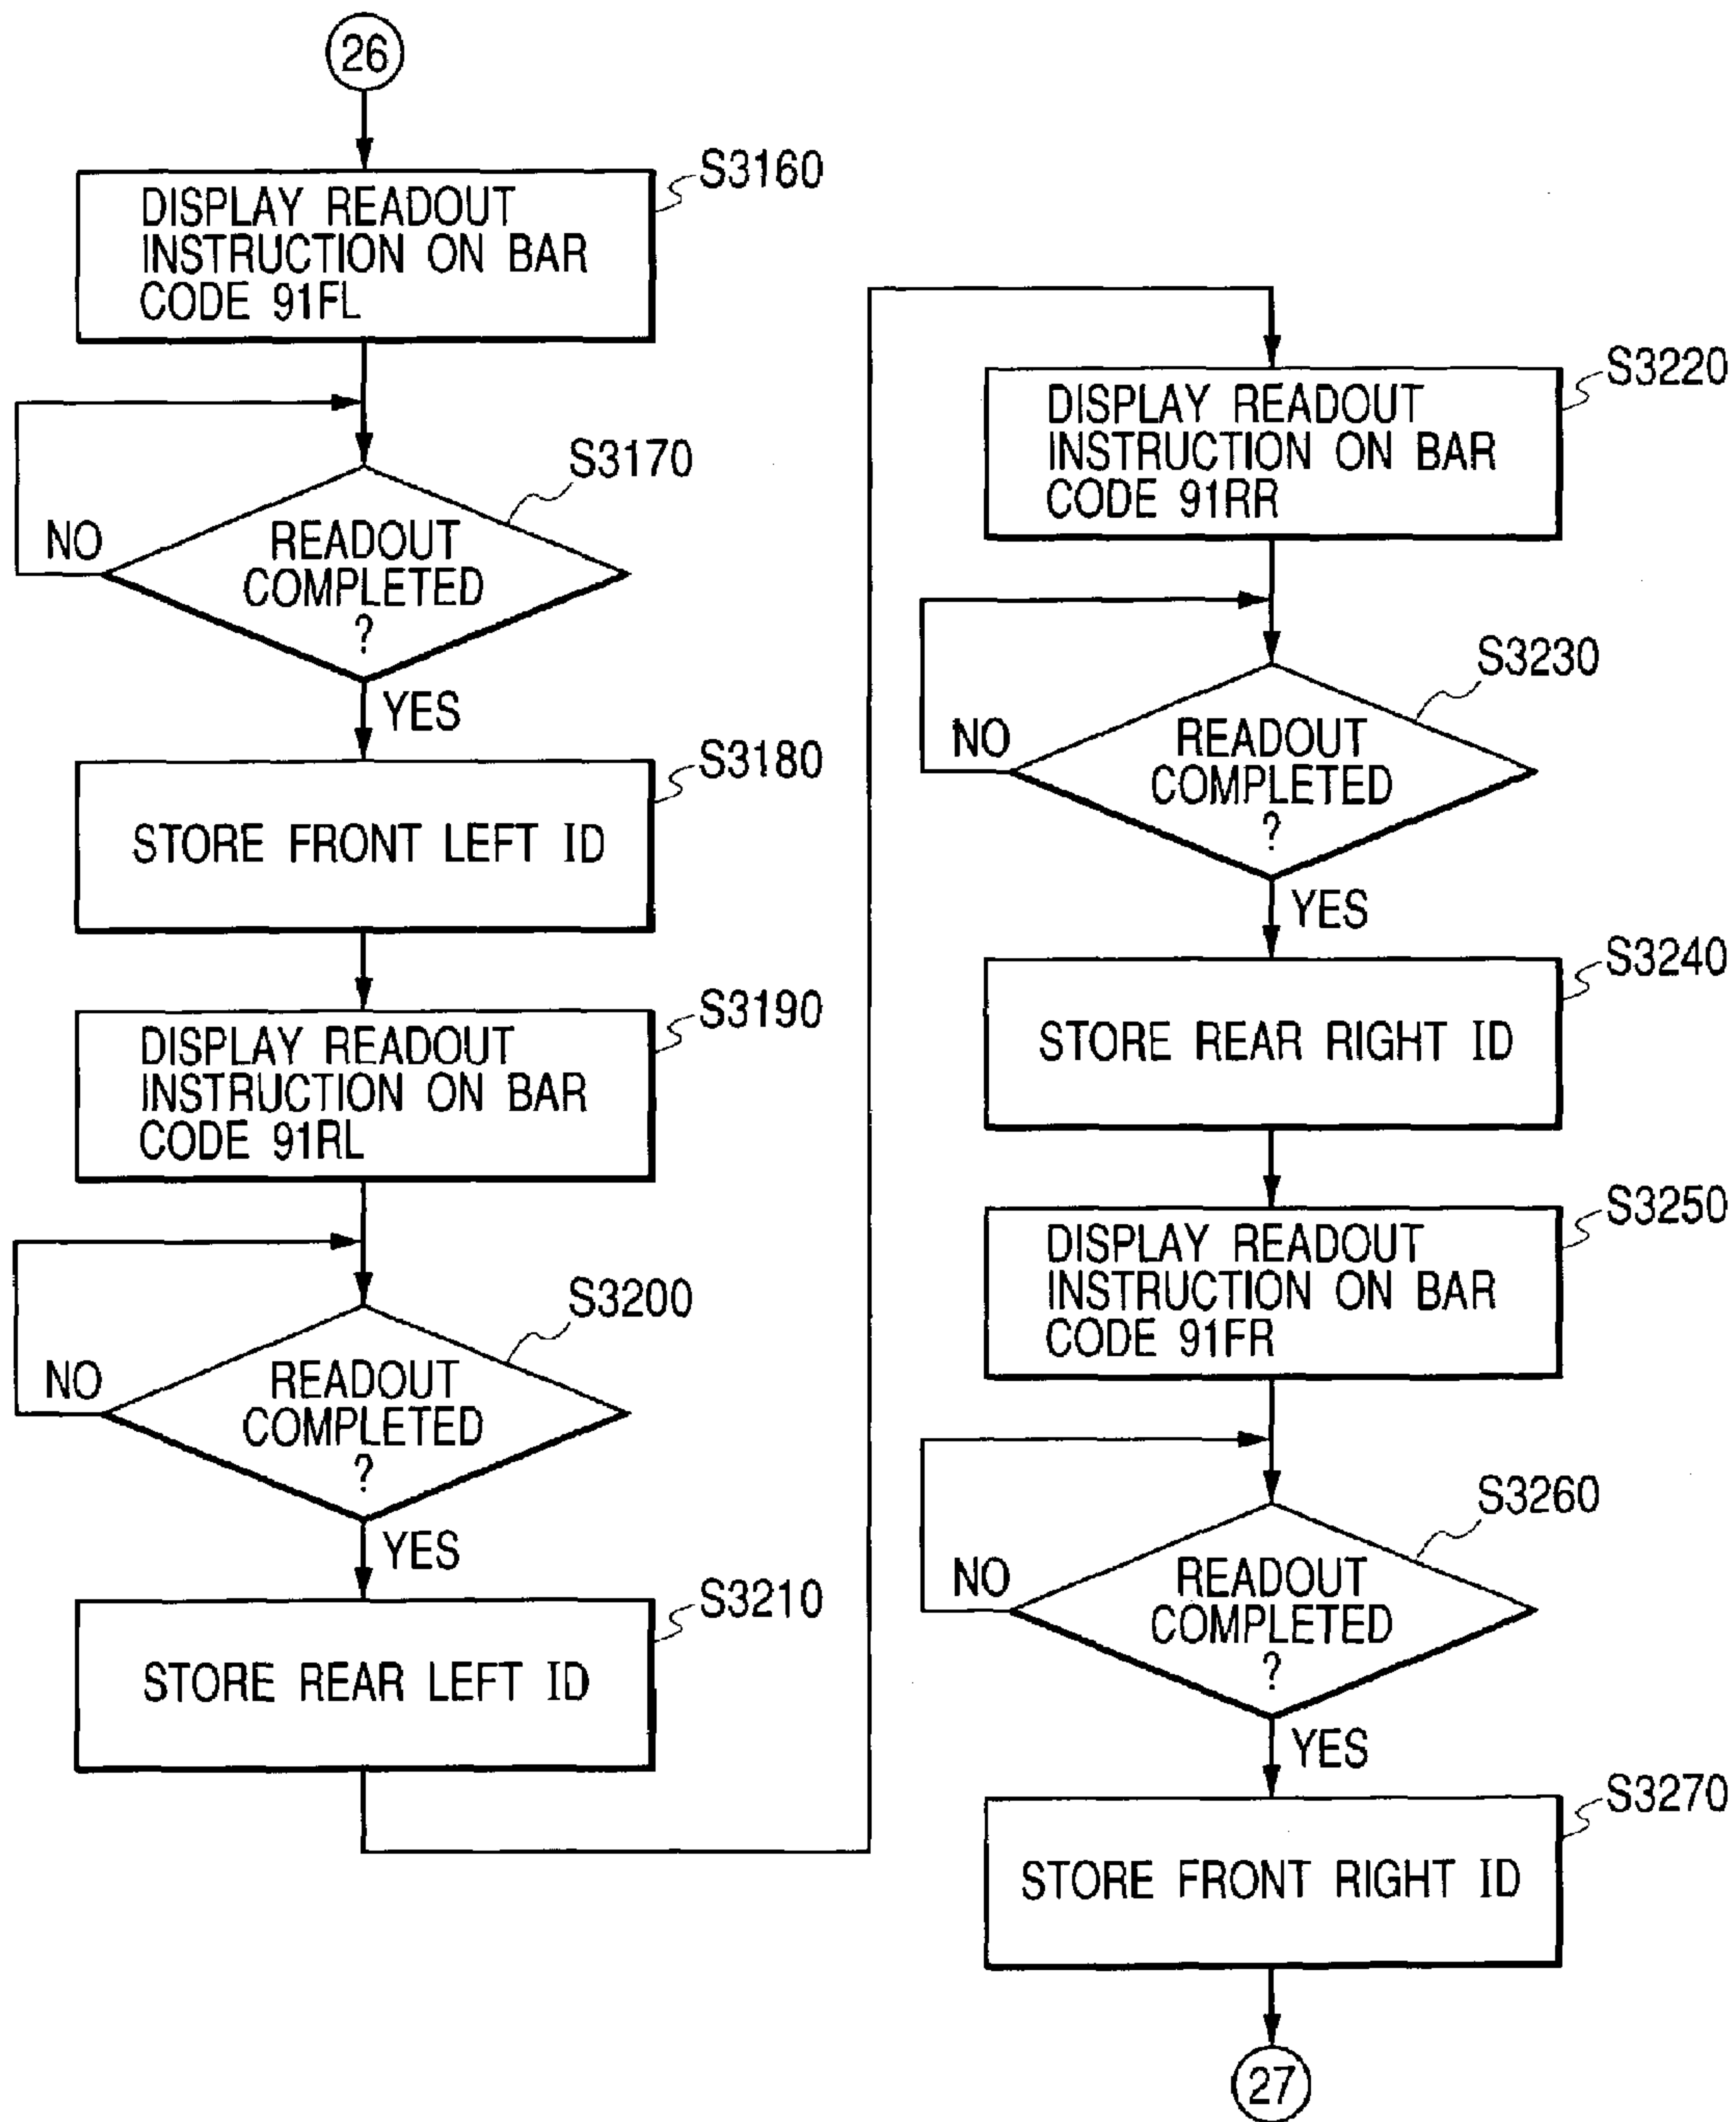 26
S3160
DISPLAY READOUT
INSTRUCTION ON BAR
CODE 91FL
S3170
NO
READOUT
COMPLETED
?
YES
S3180
STORE FRONT LEFT ID
S3190
DISPLAY READOUT
INSTRUCTION ON BAR
CODE 91RL
S3200
NO
READOUT
COMPLETED
?
YES
S3210
STORE REAR LEFT ID
S3220
DISPLAY READOUT
INSTRUCTION ON BAR
CODE 91RR
S3230
NO
READOUT
COMPLETED
?
YES
S3240
STORE REAR RIGHT ID
S3250
DISPLAY READOUT
INSTRUCTION ON BAR
CODE 91FR
S3260
NO
READOUT
COMPLETED
?
YES
S3270
STORE FRONT RIGHT ID
27